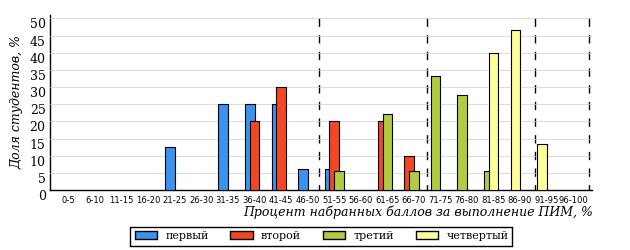 Доля студентов, %
50
45
40
35
30
25
20
15
10
5
0
0-5 6-10 11-15 16-20 21-25 26-30 31-35 36-40 41-45 46-50 51-55 56-60 61-65 66-70 71-75 76-80 81-85 86-90 91-95 96-100
Процент набранных баллов за выполнение ПИМ, %
первый второй третий четвертый